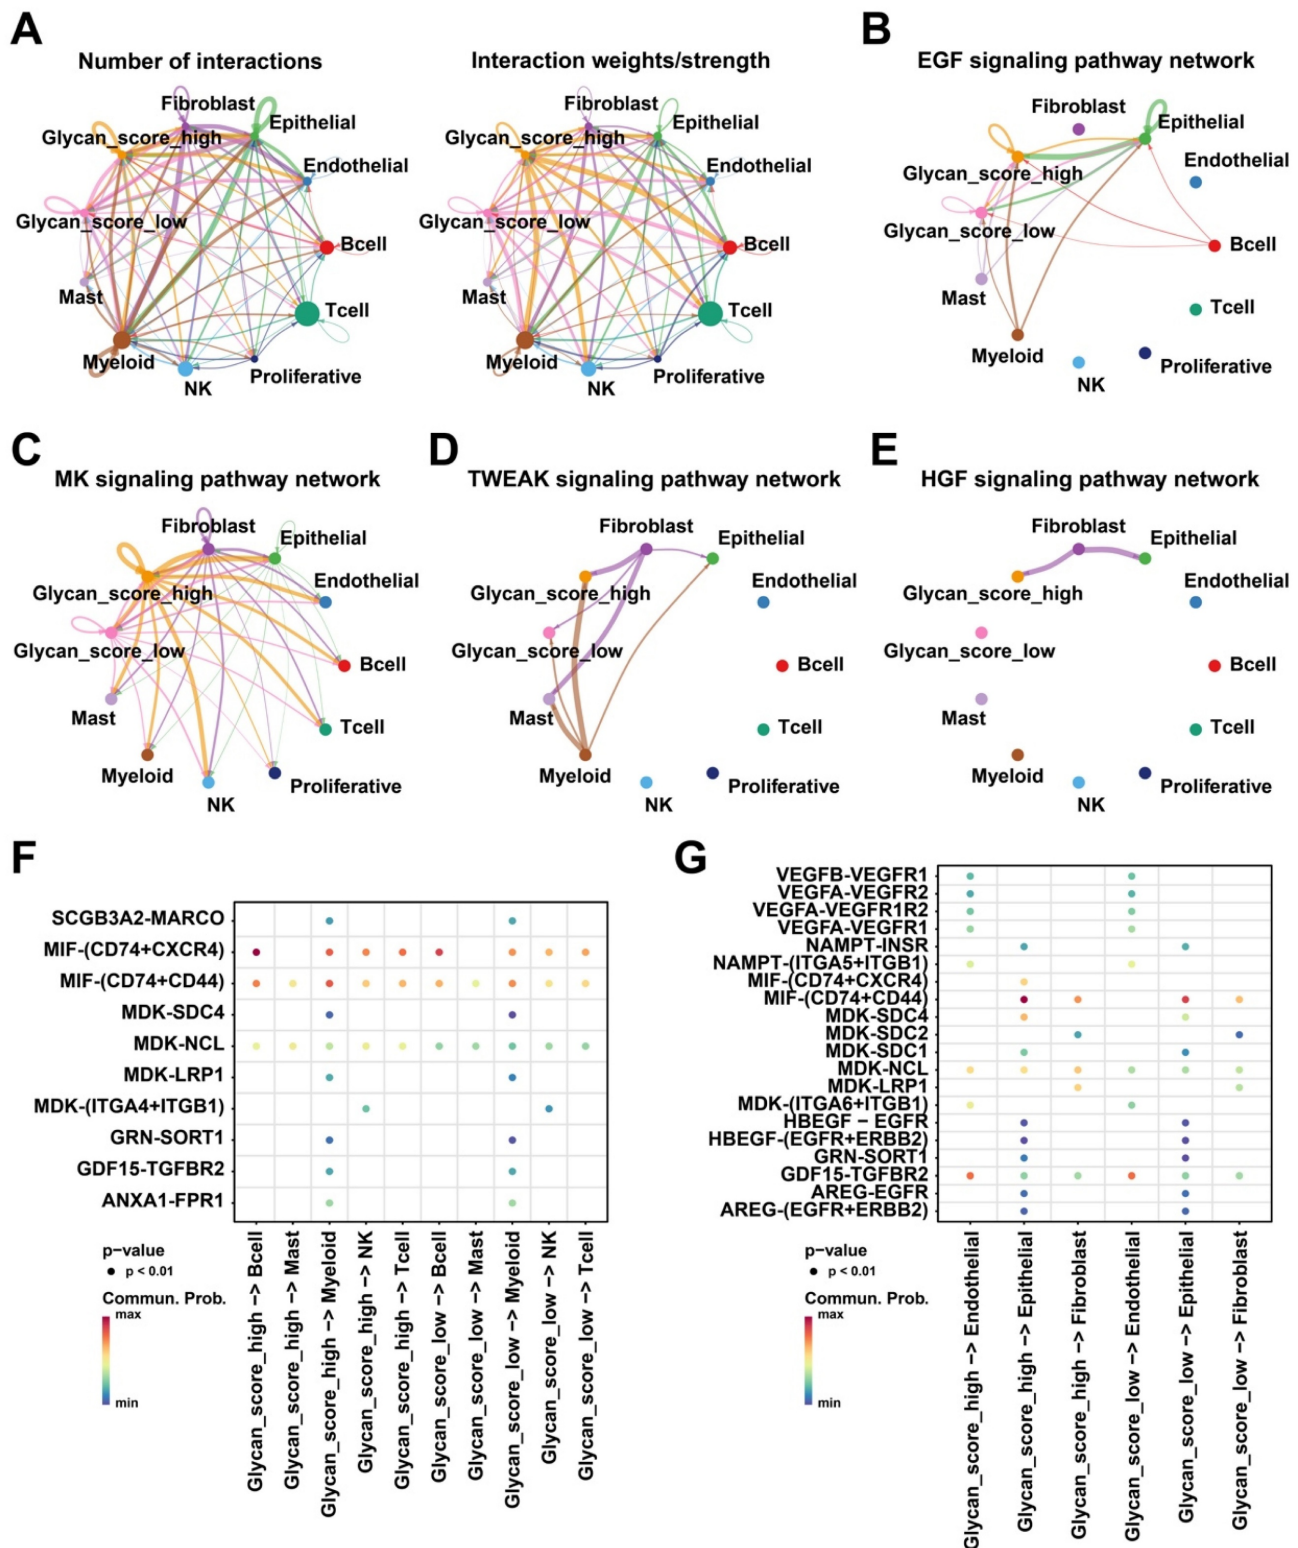 A
Number of interactions
Fibroblast
Epithelial
Glycan_score_high
Endothelial
Glycan_score_low
Bcell
Mast
Tcell
Myeloid
NK
Proliferative
Interaction weights/strength
Fibroblast
Epithelial
Glycan_score_high
Endothelial
Glycan_score_low
Bcell
Mast
Tcell
Myeloid
NK
Proliferative
B
EGF signaling pathway network
Fibroblast
Epithelial
Glycan_score_high
Endothelial
Glycan_score_low
Bcell
Mast
Tcell
Myeloid
NK
Proliferative
C
MK signaling pathway network
Fibroblast
Epithelial
Glycan_score_high
Endothelial
Glycan_score_low
Bcell
Mast
Tcell
Myeloid
NK
Proliferative
D
TWEAK signaling pathway network
Fibroblast
Epithelial
Glycan_score_high
Endothelial
Glycan_score_low
Bcell
Mast
Tcell
Myeloid
NK
Proliferative
E
HGF signaling pathway network
Fibroblast
Epithelial
Glycan_score_high
Endothelial
Glycan_score_low
Bcell
Mast
Tcell
Myeloid
NK
Proliferative
F
SCGB3A2-MARCO
MIF-(CD74+CXCR4)
MIF-(CD74+CD44)
MDK-SDC4
MDK-NCL
MDK-LRP1
MDK-(ITGA4+ITGB1)
GRN-SORT1
GDF15-TGFBR2
ANXA1-FPR1
Glycan_score_high −> Bcell
Glycan_score_high −> Mast
Glycan_score_high −> Myeloid
Glycan_score_high −> NK
Glycan_score_high −> Tcell
Glycan_score_low −> Bcell
Glycan_score_low −> Mast
Glycan_score_low −> Myeloid
Glycan_score_low −> NK
Glycan_score_low −> Tcell
p−value
p < 0.01
Commun. Prob.
max
min
G
VEGFB-VEGFR1
VEGFA-VEGFR2
VEGFA-VEGFR1R2
VEGFA-VEGFR1
NAMPT-INSR
NAMPT-(ITGA5+ITGB1)
MIF-(CD74+CXCR4)
MIF-(CD74+CD44)
MDK-SDC4
MDK-SDC2
MDK-SDC1
MDK-NCL
MDK-LRP1
MDK-(ITGA6+ITGB1)
HBEGF − EGFR
HBEGF-(EGFR+ERBB2)
GRN-SORT1
GDF15-TGFBR2
AREG-EGFR
AREG-(EGFR+ERBB2)
Glycan_score_high −> Endothelial
Glycan_score_high −> Epithelial
Glycan_score_high −> Fibroblast
Glycan_score_low −> Endothelial
Glycan_score_low −> Epithelial
Glycan_score_low −> Fibroblast
p−value
p < 0.01
Commun. Prob.
max
min